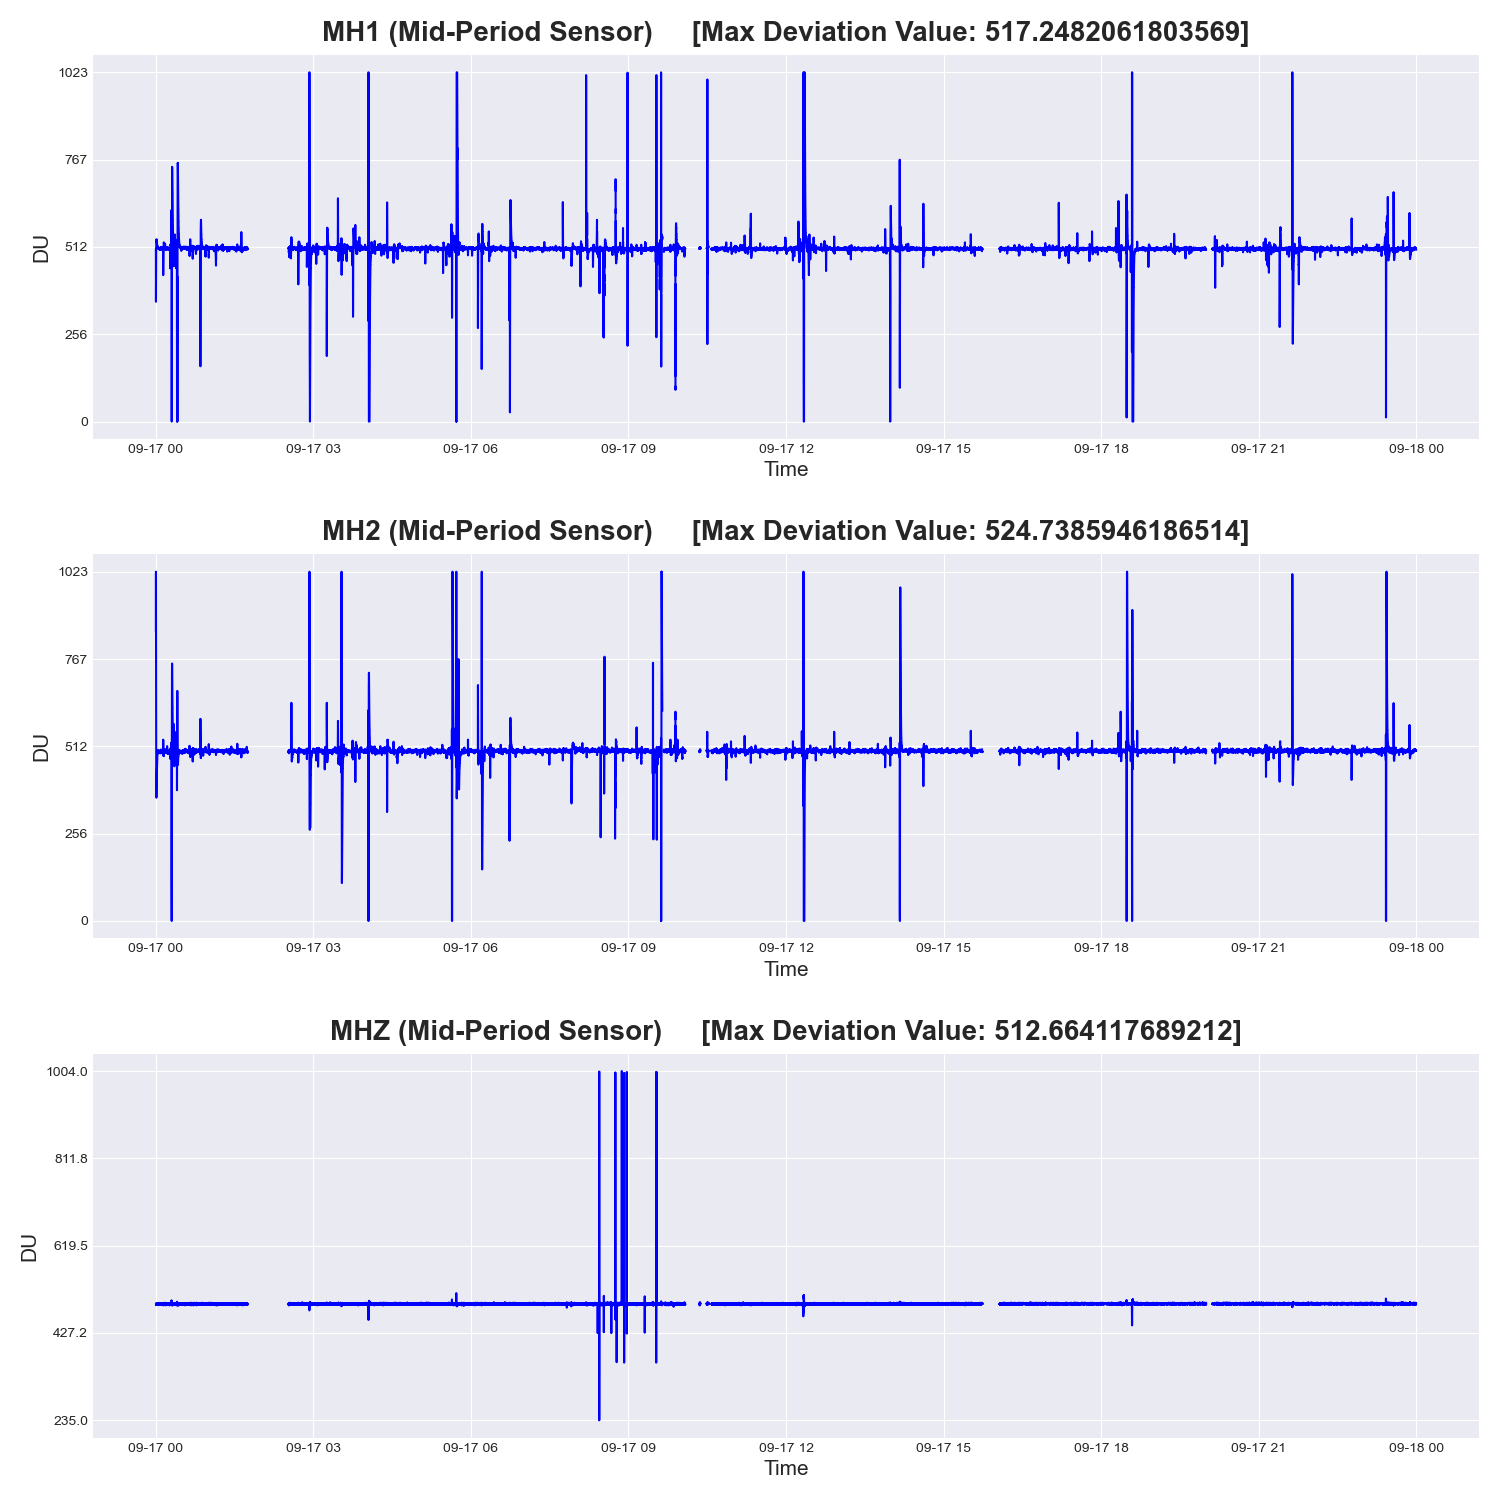 MH1 (Mid-Period Sensor) [Max Deviation Value: 517.2482061803569]
1023
767
512
256
0
DU
09-17 00 09-17 03 09-17 06 09-17 09 09-17 12 09-17 15 09-17 18 09-17 21 09-18 00
Time
MH2 (Mid-Period Sensor) [Max Deviation Value: 524.7385946186514]
1023
767
512
256
0
DU
09-17 00 09-17 03 09-17 06 09-17 09 09-17 12 09-17 15 09-17 18 09-17 21 09-18 00
Time
MHZ (Mid-Period Sensor) [Max Deviation Value: 512.664117689212]
1004.0
811.8
619.5
427.2
235.0
DU
09-17 00 09-17 03 09-17 06 09-17 09 09-17 12 09-17 15 09-17 18 09-17 21 09-18 00
Time